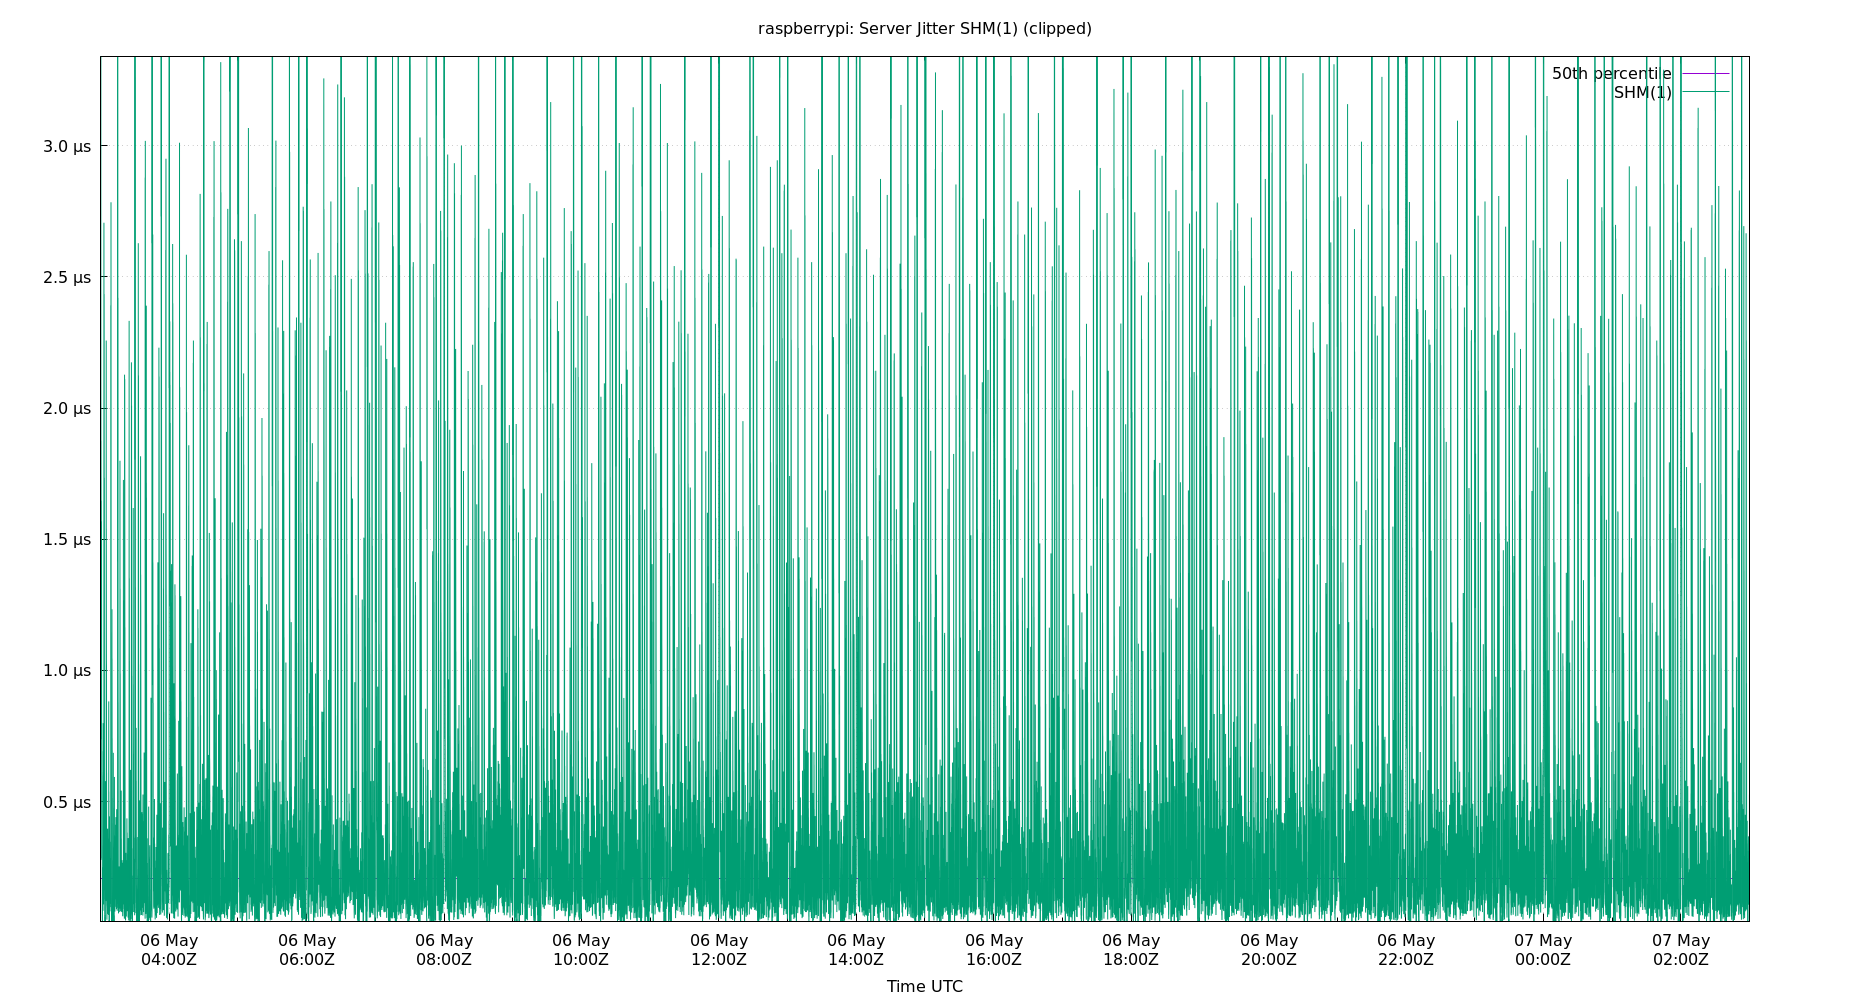 raspberrypi: Server Jitter SHM(1) (clipped)
50th percentile
SHM(1)
3.0 µs
2.5 µs
2.0 µs
1.5 µs
1.0 µs
0.5 µs
06 May 06 May 06 May 06 May 06 May 06 May 06 May 06 May 06 May 06 May 07 May 07 May
04:00Z 06:00Z 08:00Z 10:00Z 12:00Z 14:00Z 16:00Z 18:00Z 20:00Z 22:00Z 00:00Z 02:00Z
Time UTC